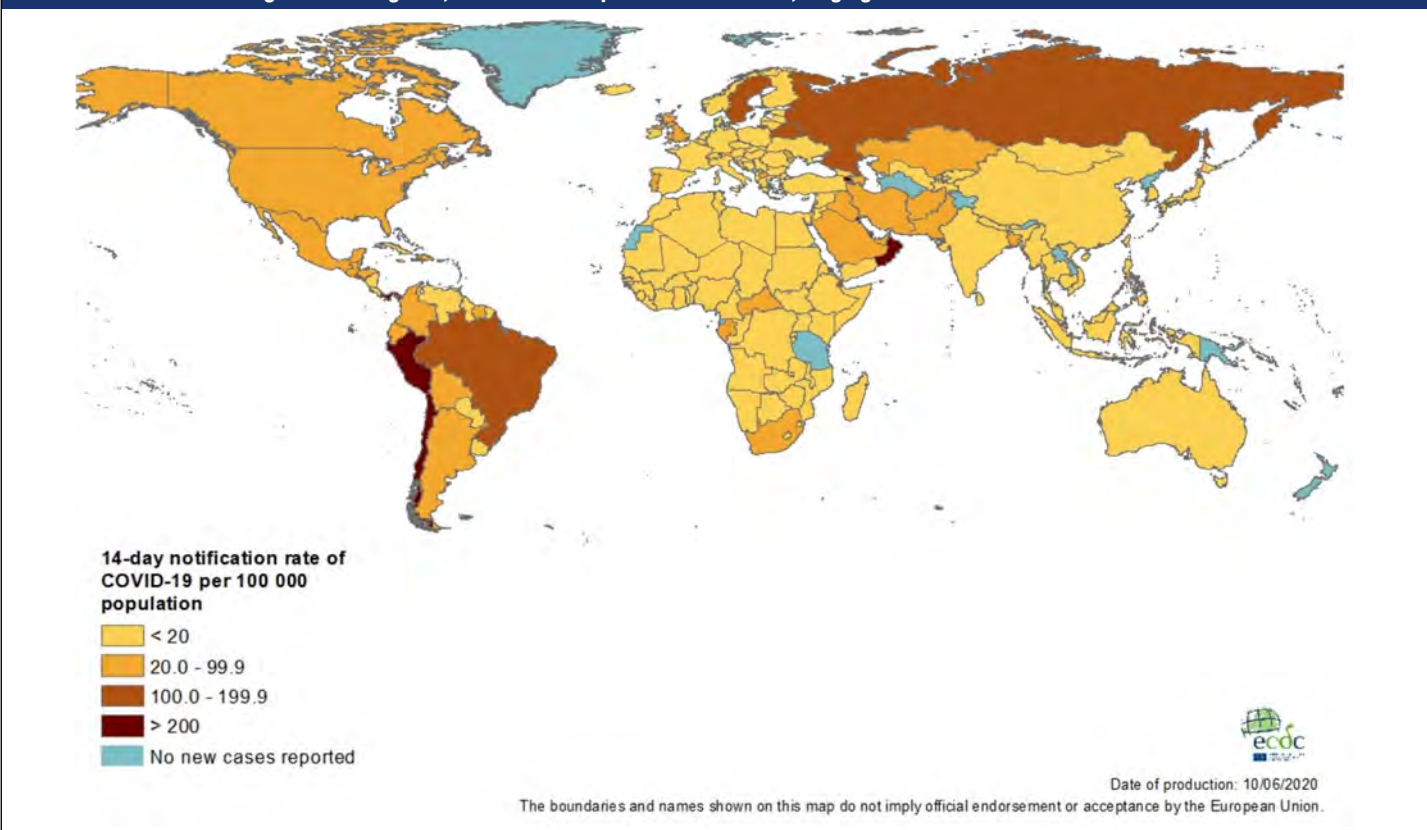 14-day notification rate of
COVID-19 per 100 000
population
< 20
20.0 - 99.9
100.0 - 199.9
> 200
No new cases reported
ecdc
Date of production: 10/06/2020
The boundaries and names shown on this map do not imply official endorsement or acceptance by the European Union.